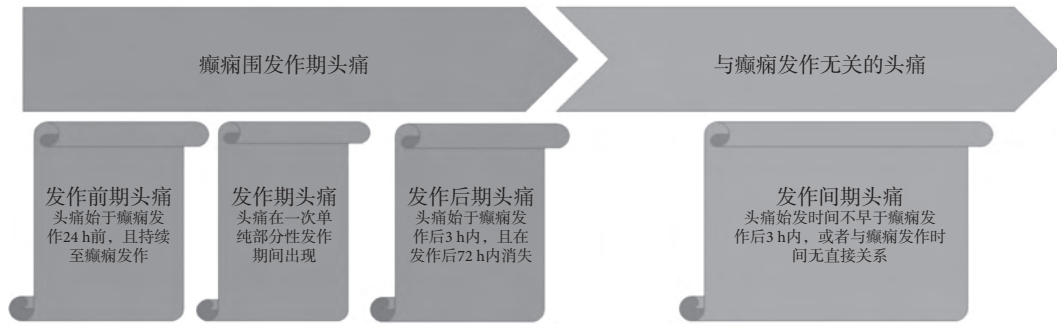 癫痫围发作期头痛
与癫痫发作无关的头痛
发作前期头痛
头痛始于癫痫发
作24 h前，且持续
至癫痫发作
发作期头痛
头痛在一次单
纯部分性发作
期间出现
发作后期头痛
头痛始于癫痫发
作后3 h内，且在
发作后72 h内消失
发作间期头痛
头痛始发时间不早于癫痫发
作后3 h内，或者与癫痫发作时
间无直接关系